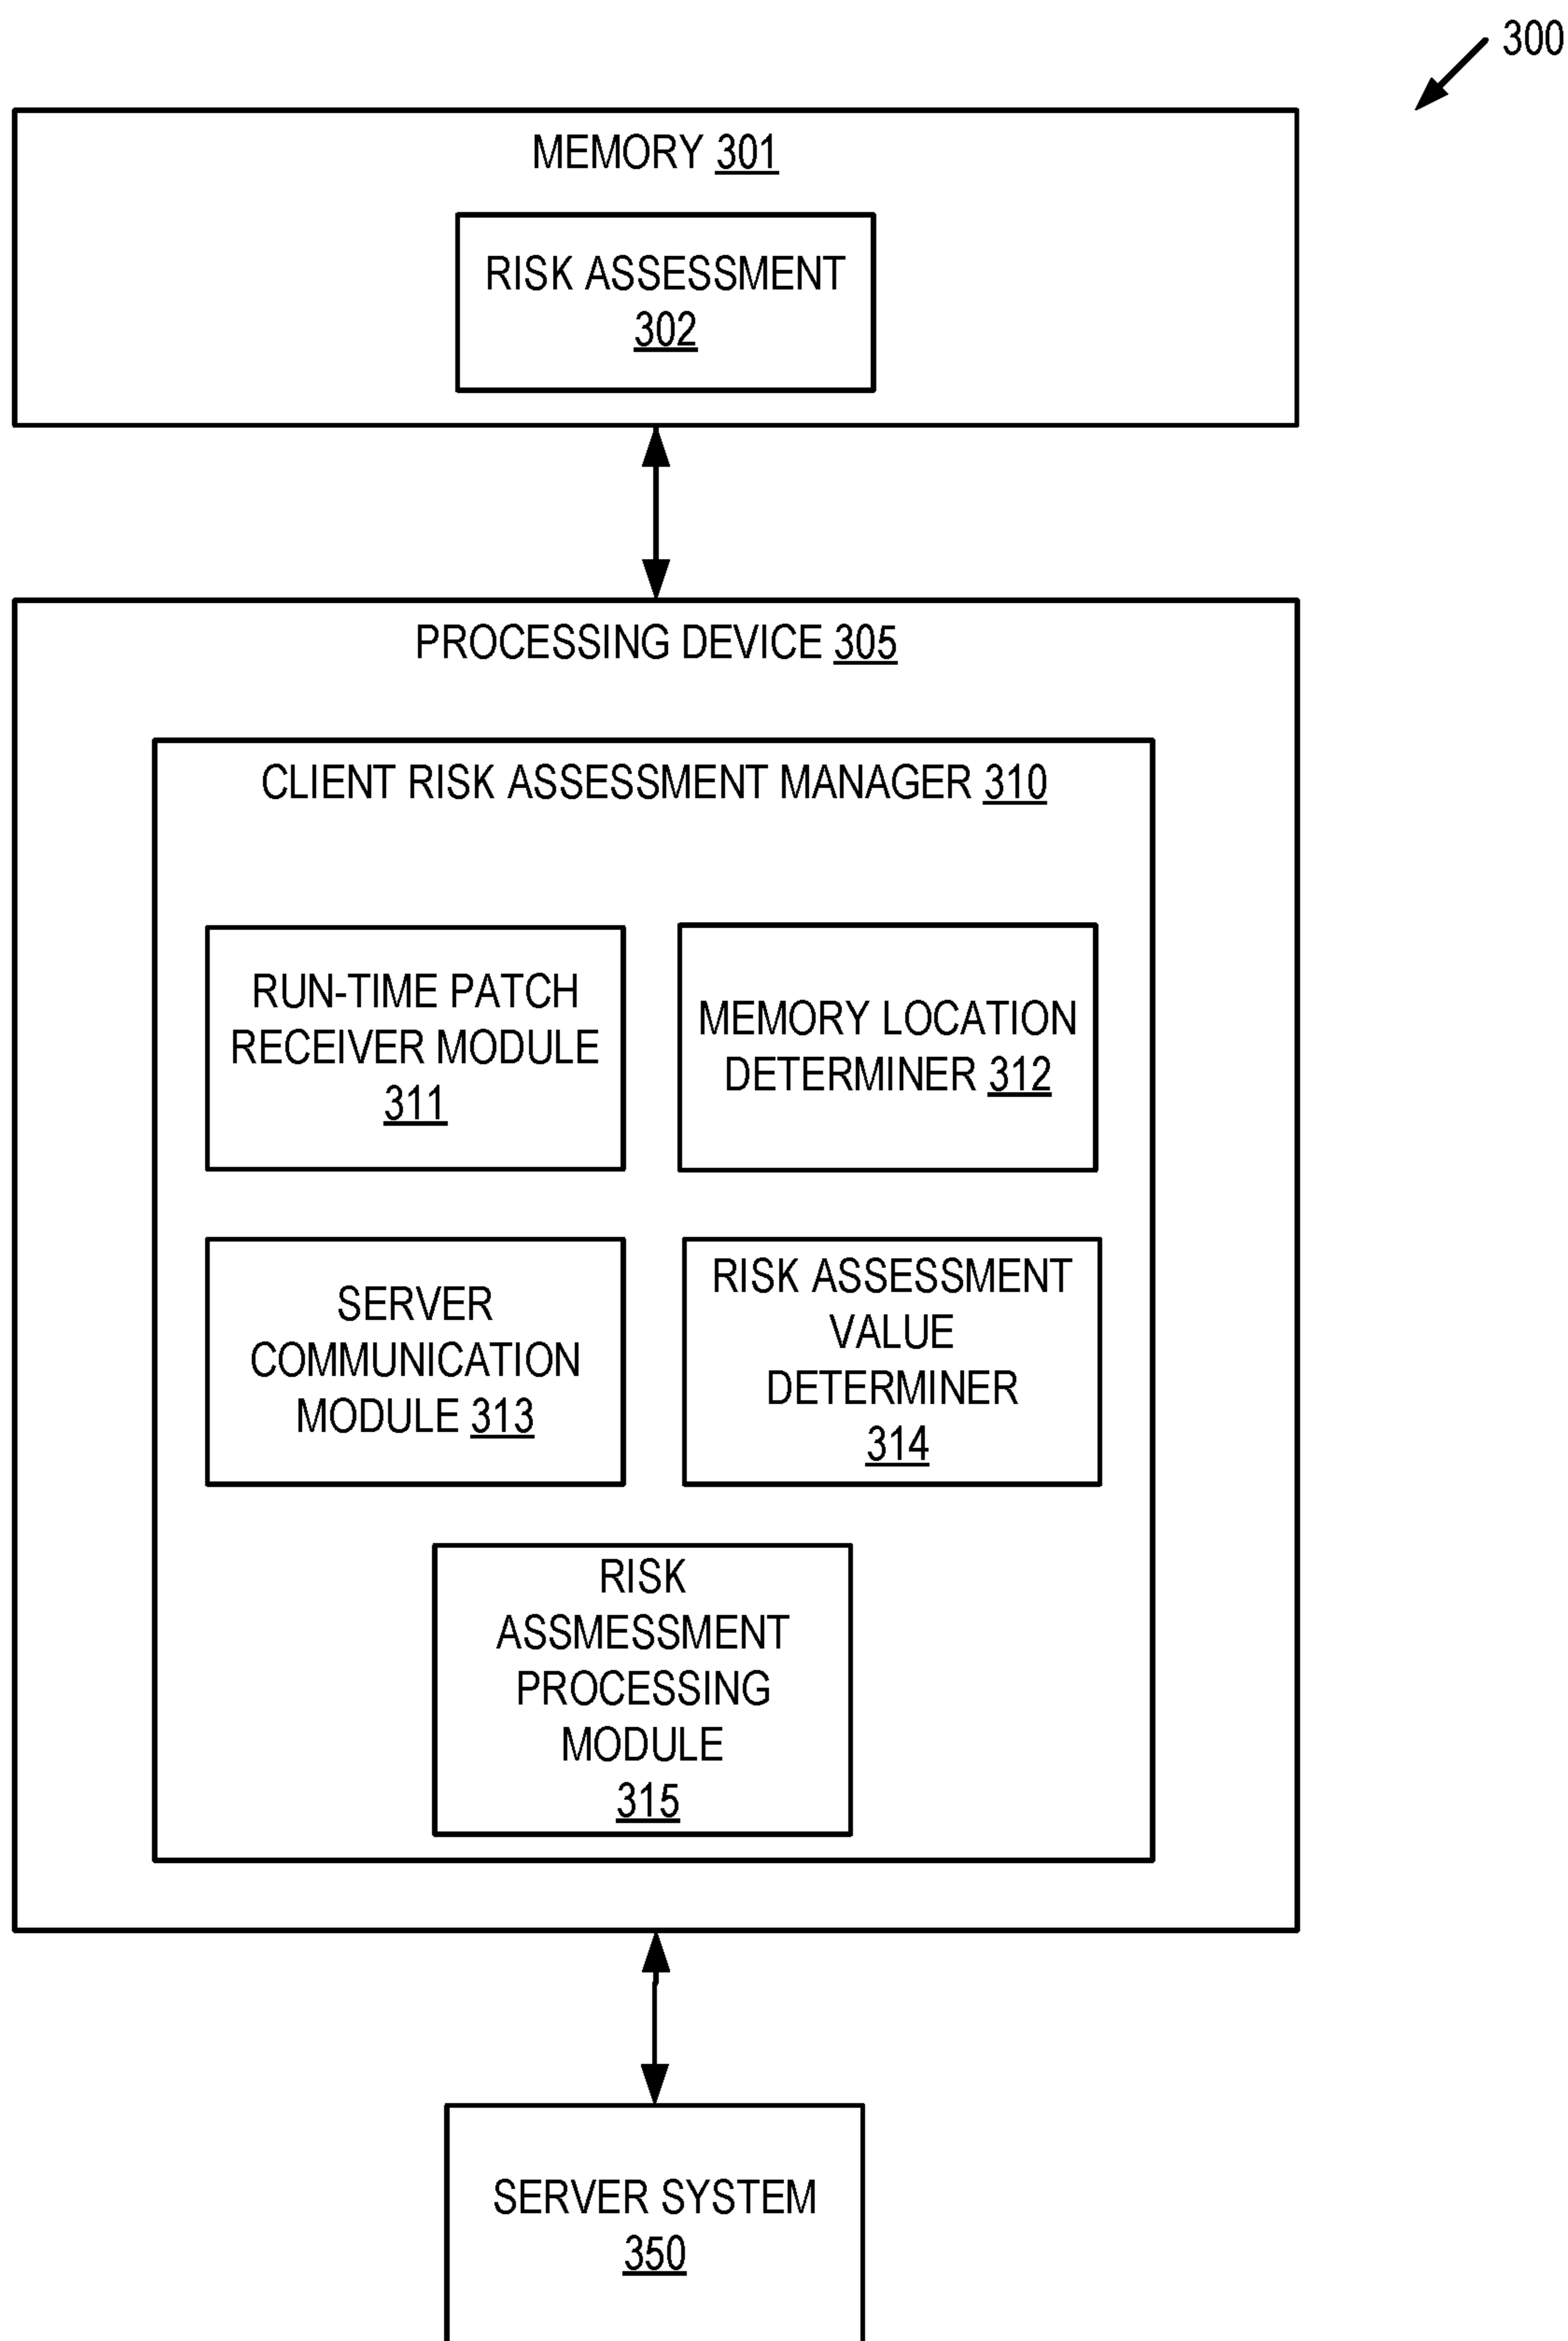 300
MEMORY 301
RISK ASSESSMENT
302
PROCESSING DEVICE 305
CLIENT RISK ASSESSMENT MANAGER 310
RUN-TIME PATCH
RECEIVER MODULE
311
MEMORY LOCATION
DETERMINER 312
SERVER
COMMUNICATION
MODULE 313
RISK ASSESSMENT
VALUE
DETERMINER
314
RISK
ASSMESSMENT
PROCESSING
MODULE
315
SERVER SYSTEM
350